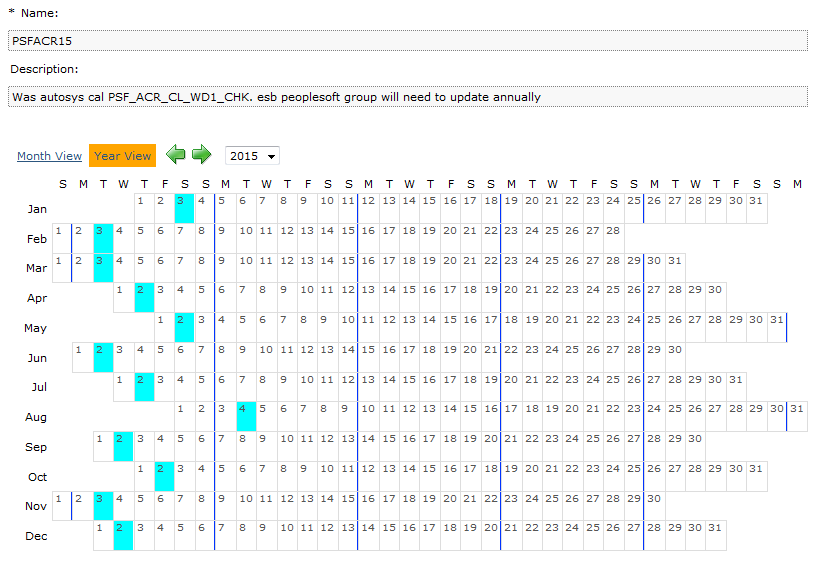 * Name:
PSFACR15
Description:
Was autosys cal PSF_ACR_CL_WD1_CHK. esb peoplesoft group will need to update annually
Month View Year View 2015
S M T W T F S S M T W T F S S M T W T F S S M T W T F S S M T W T F S S M
Jan 1 2 3 4 5 6 7 8 9 10 11 12 13 14 15 16 17 18 19 20 21 22 23 24 25 26 27 28 29 30 31
Feb 1 2 3 4 5 6 7 8 9 10 11 12 13 14 15 16 17 18 19 20 21 22 23 24 25 26 27 28
Mar 1 2 3 4 5 6 7 8 9 10 11 12 13 14 15 16 17 18 19 20 21 22 23 24 25 26 27 28 29 30 31
Apr 1 2 3 4 5 6 7 8 9 10 11 12 13 14 15 16 17 18 19 20 21 22 23 24 25 26 27 28 29 30
May 1 2 3 4 5 6 7 8 9 10 11 12 13 14 15 16 17 18 19 20 21 22 23 24 25 26 27 28 29 30 31
Jun 1 2 3 4 5 6 7 8 9 10 11 12 13 14 15 16 17 18 19 20 21 22 23 24 25 26 27 28 29 30
Jul 1 2 3 4 5 6 7 8 9 10 11 12 13 14 15 16 17 18 19 20 21 22 23 24 25 26 27 28 29 30 31
Aug 1 2 3 4 5 6 7 8 9 10 11 12 13 14 15 16 17 18 19 20 21 22 23 24 25 26 27 28 29 30 31
Sep 1 2 3 4 5 6 7 8 9 10 11 12 13 14 15 16 17 18 19 20 21 22 23 24 25 26 27 28 29 30
Oct 1 2 3 4 5 6 7 8 9 10 11 12 13 14 15 16 17 18 19 20 21 22 23 24 25 26 27 28 29 30 31
Nov 1 2 3 4 5 6 7 8 9 10 11 12 13 14 15 16 17 18 19 20 21 22 23 24 25 26 27 28 29 30
Dec 1 2 3 4 5 6 7 8 9 10 11 12 13 14 15 16 17 18 19 20 21 22 23 24 25 26 27 28 29 30 31